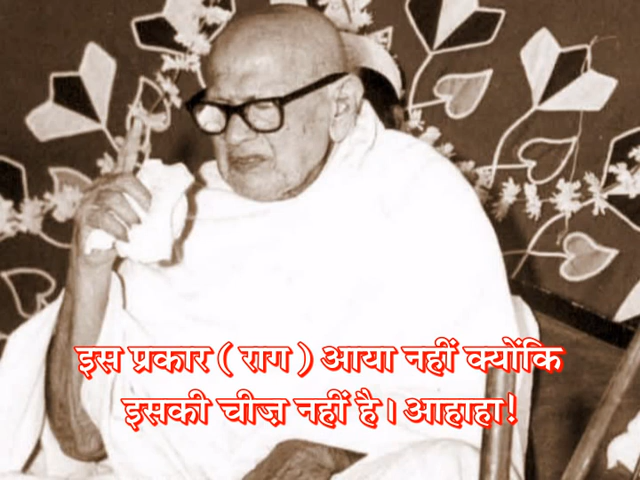 इस प्रकार ( राग ) आया नहीं क्योंकि
इसकी चीज़ नहीं है। आहाहा!